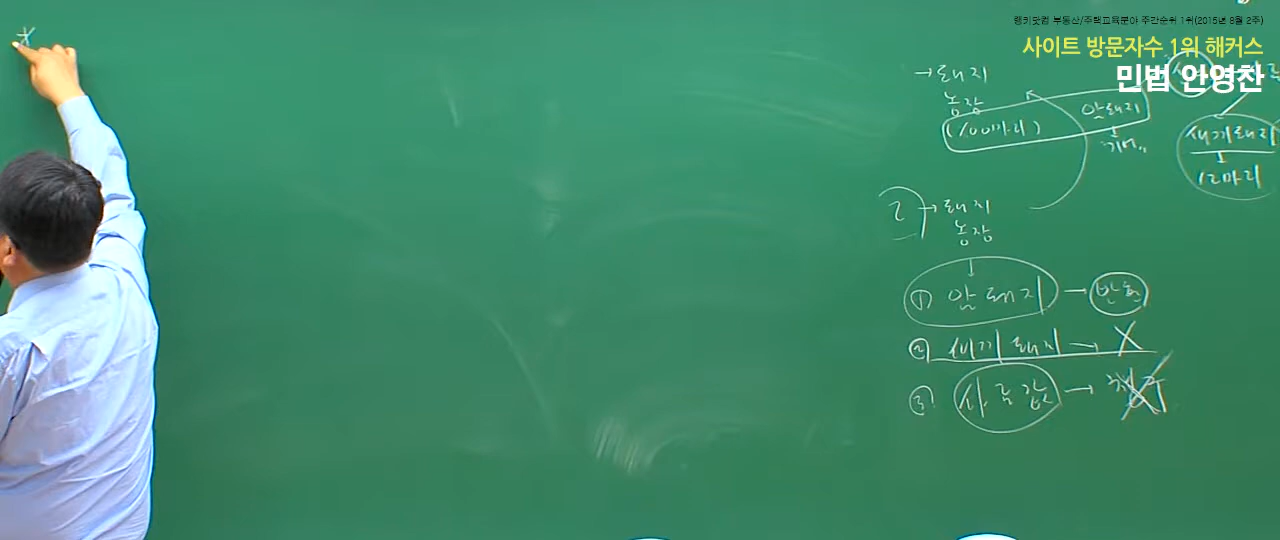 랭키닷컴 부동산/주택교육분야 주간순위 1위(2015년 8월 2주)
사이트 방문자수 1위 해커스
민법 안영찬
→ 돼지
농장
(100마리)
암돼지
새끼돼지
↓
12마리
2 → 돼지
농장
↓
① 암돼지 → 반환
② 새끼돼지 → X
③ 사료값 →